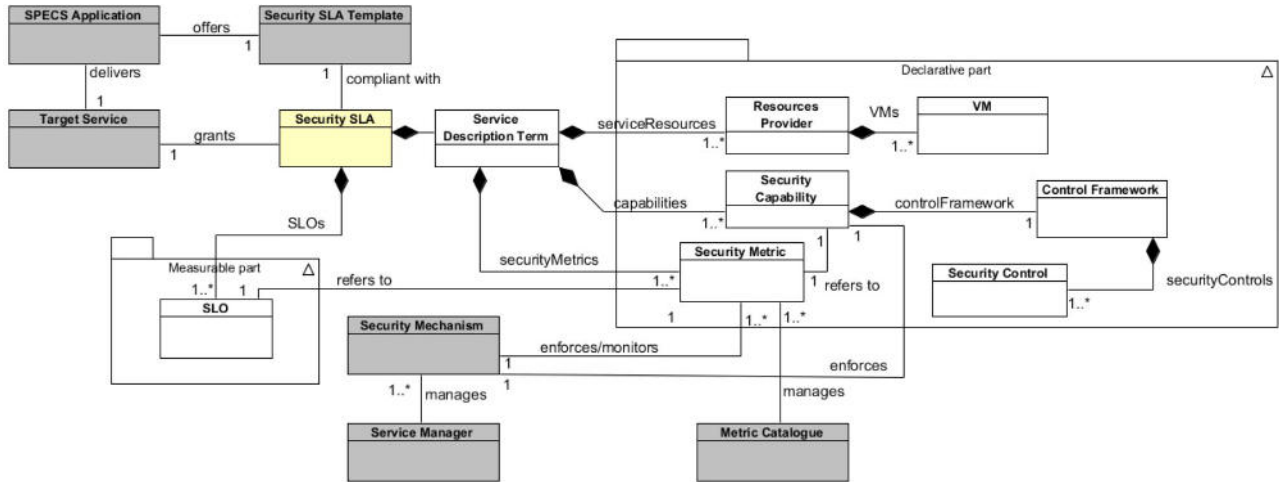 SPECS Application
offers
1
Security SLA Template
delivers
1
1
compliant with
Declarative part
Target Service
grants
1
Security SLA
Service
Description Term
serviceResources
1..*
Resources
Provider
VMs
1..*
VM
capabilities
1..*
Security
Capability
controlFramework
1
Control Framework
SLOs
securityMetrics
1..*
Security Metric
1
1
1
refers to
Security Control
1..*
securityControls
Measurable part
1..*
1
SLO
refers to
1
1..*
1..*
Security Mechanism
enforces/monitors
1
1
enforces
1..*
manages
manages
Service Manager
Metric Catalogue